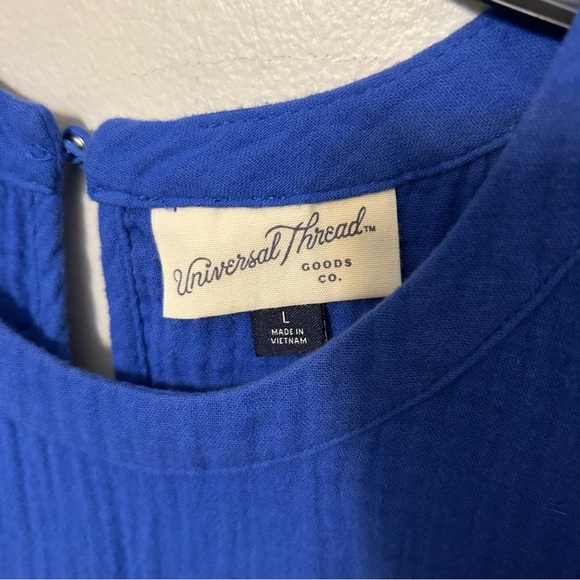 Universal Thread™
GOODS
CO.
L
MADE IN
VIETNAM